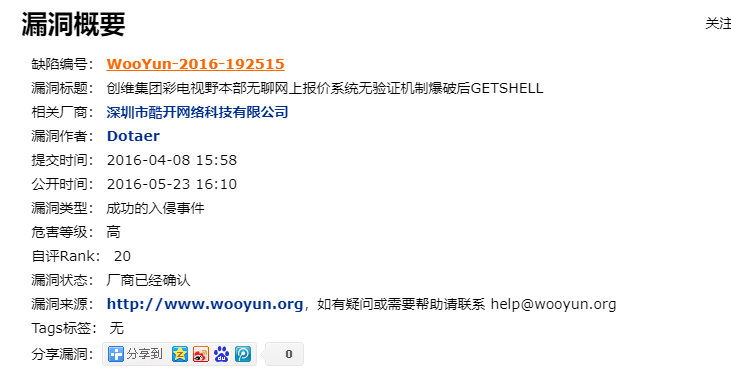 漏洞概要
关注
缺陷编号： WooYun-2016-192515
漏洞标题： 创维集团彩电视野本部无聊网上报价系统无验证机制爆破后GETSHELL
相关厂商： 深圳市酷开网络科技有限公司
漏洞作者： Dotaer
提交时间： 2016-04-08 15:58
公开时间： 2016-05-23 16:10
漏洞类型： 成功的入侵事件
危害等级： 高
自评Rank： 20
漏洞状态： 厂商已经确认
漏洞来源： http://www.wooyun.org，如有疑问或需要帮助请联系 help@wooyun.org
Tags标签： 无
分享漏洞： 分享到 0